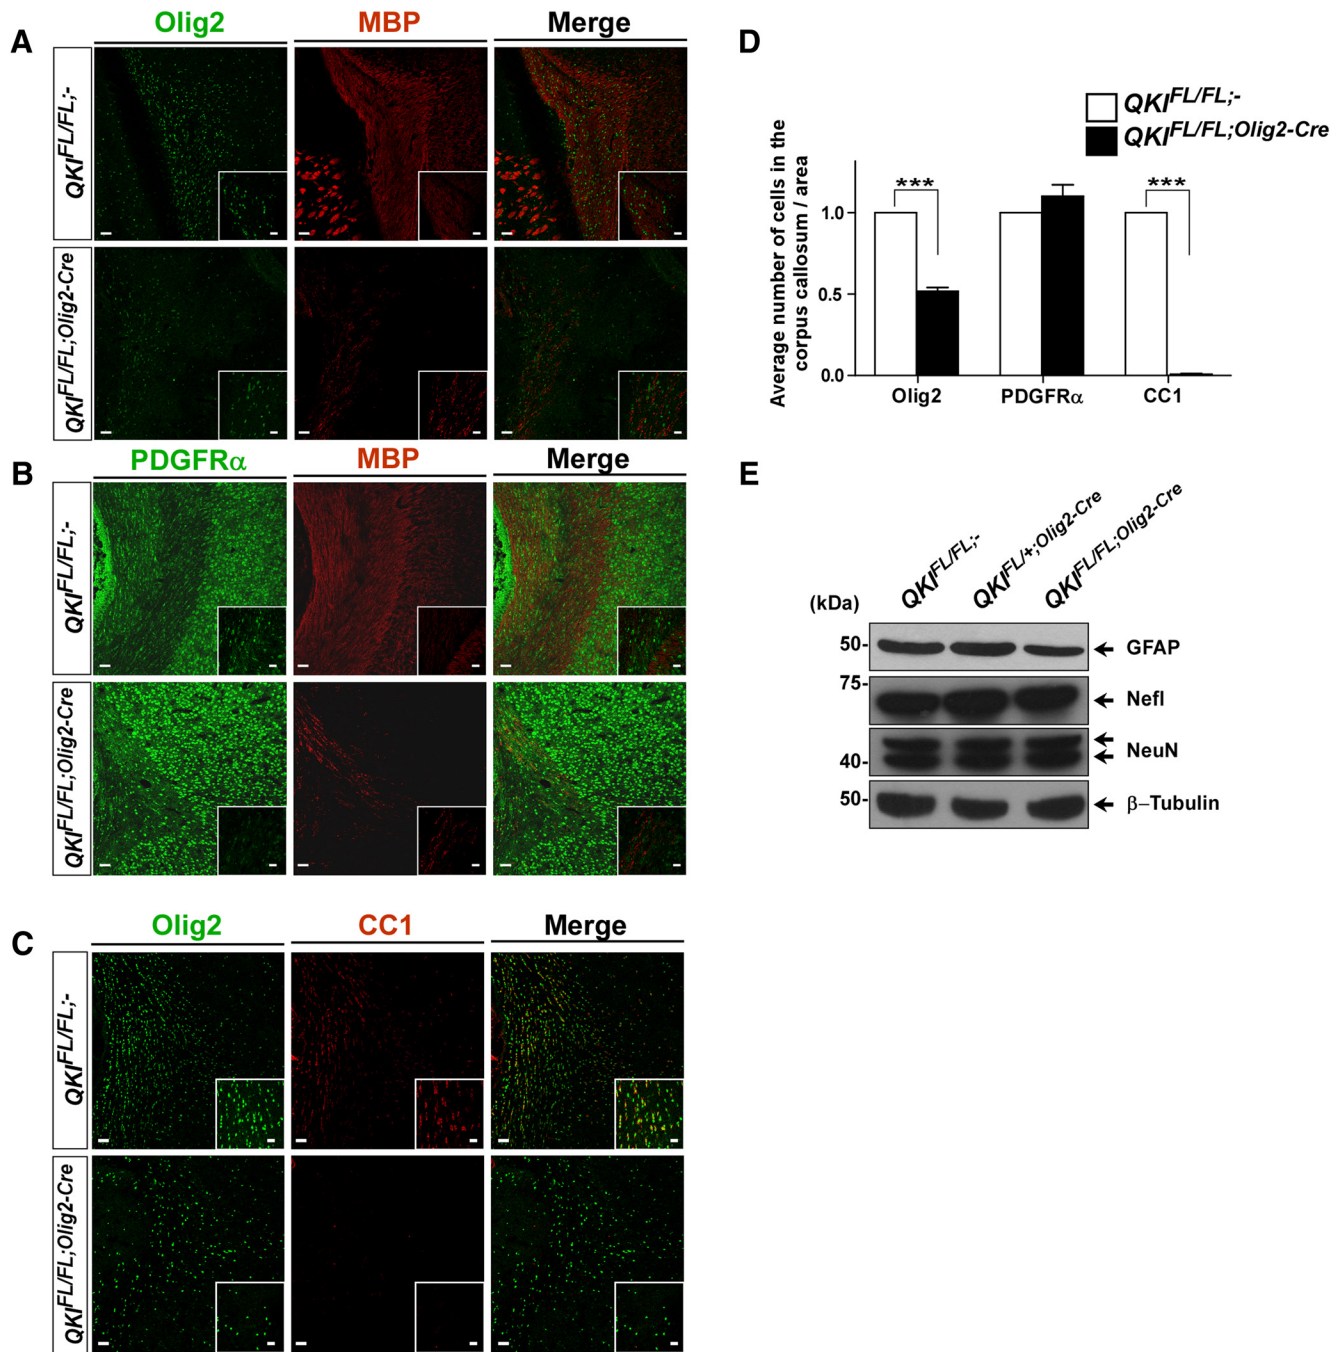 A
Olig2 MBP Merge
QKI^FL/FL;-
QKI^FL/FL;Olig2-Cre
B
PDGFRα MBP Merge
QKI^FL/FL;-
QKI^FL/FL;Olig2-Cre
C
Olig2 CC1 Merge
QKI^FL/FL;-
QKI^FL/FL;Olig2-Cre
D
QKI^FL/FL;-
QKI^FL/FL;Olig2-Cre
Average number of cells in the
corpus callosum / area
1.0
0.5
0.0
*** ***
Olig2 PDGFRα CC1
E
QKI^FL/FL;- QKI^FL/+;Olig2-Cre QKI^FL/FL;Olig2-Cre
(kDa)
50- GFAP
75- Nefl
40- NeuN
50- β−Tubulin